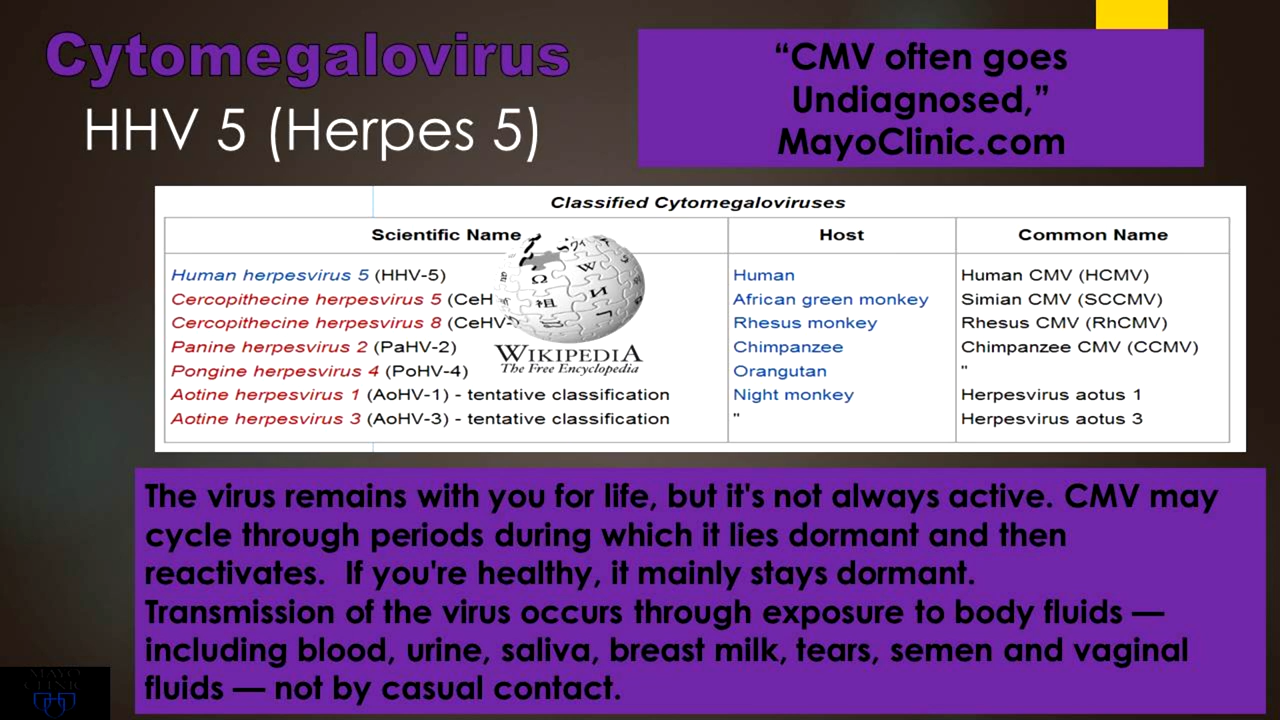 Cytomegalovirus
HHV 5 (Herpes 5)
“CMV often goes
Undiagnosed,”
MayoClinic.com
Classified Cytomegaloviruses
Scientific Name Host Common Name
Human herpesvirus 5 (HHV-5) Human Human CMV (HCMV)
Cercopithecine herpesvirus 5 (CeH African green monkey Simian CMV (SCCMV)
Cercopithecine herpesvirus 8 (CeHV- Rhesus monkey Rhesus CMV (RhCMV)
Panine herpesvirus 2 (PaHV-2) Chimpanzee Chimpanzee CMV (CCMV)
Pongine herpesvirus 4 (PoHV-4) Orangutan "
Aotine herpesvirus 1 (AoHV-1) - tentative classification Night monkey Herpesvirus aotus 1
Aotine herpesvirus 3 (AoHV-3) - tentative classification " Herpesvirus aotus 3
Ω W И 祖
WIKIPEDIA
The Free Encyclopedia
The virus remains with you for life, but it's not always active. CMV may
cycle through periods during which it lies dormant and then
reactivates.  If you're healthy, it mainly stays dormant.
Transmission of the virus occurs through exposure to body fluids —
including blood, urine, saliva, breast milk, tears, semen and vaginal
fluids — not by casual contact.
MAYO
CLINIC